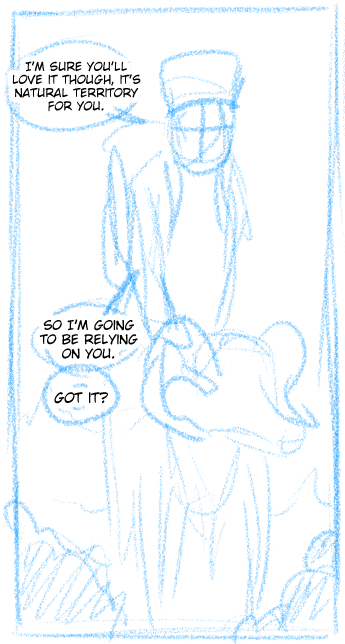 I'M SURE YOU'LL
LOVE IT THOUGH, IT'S
NATURAL TERRITORY
FOR YOU.
SO I'M GOING
TO BE RELYING
ON YOU.
GOT IT?